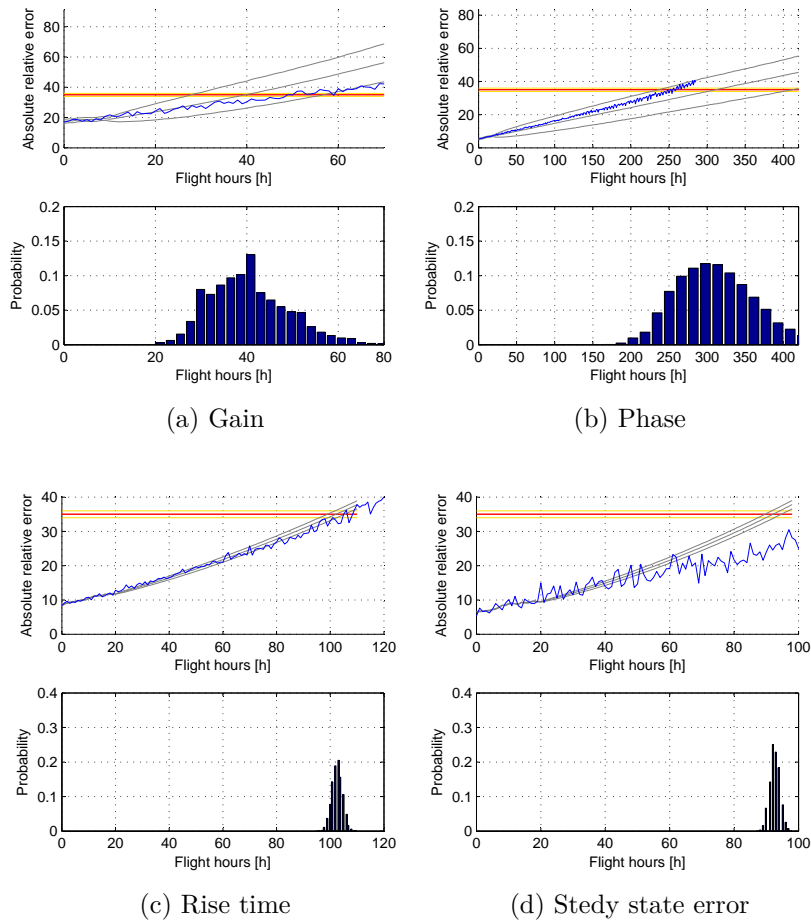 80
60
40
20
0
Absolute relative error
0 20 40 60
Flight hours [h]
0.2
0.15
0.1
0.05
0
Probability
0 20 40 60 80
Flight hours [h]
(a) Gain
80
60
40
20
0
Absolute relative error
0 50 100 150 200 250 300 350 400
Flight hours [h]
0.2
0.15
0.1
0.05
0
Probability
0 50 100 150 200 250 300 350 400
Flight hours [h]
(b) Phase
40
30
20
10
0
Absolute relative error
0 20 40 60 80 100 120
Flight hours [h]
0.4
0.3
0.2
0.1
0
Probability
0 20 40 60 80 100 120
Flight hours [h]
(c) Rise time
40
30
20
10
0
Absolute relative error
0 20 40 60 80 100
Flight hours [h]
0.4
0.3
0.2
0.1
0
Probability
0 20 40 60 80 100
Flight hours [h]
(d) Stedy state error